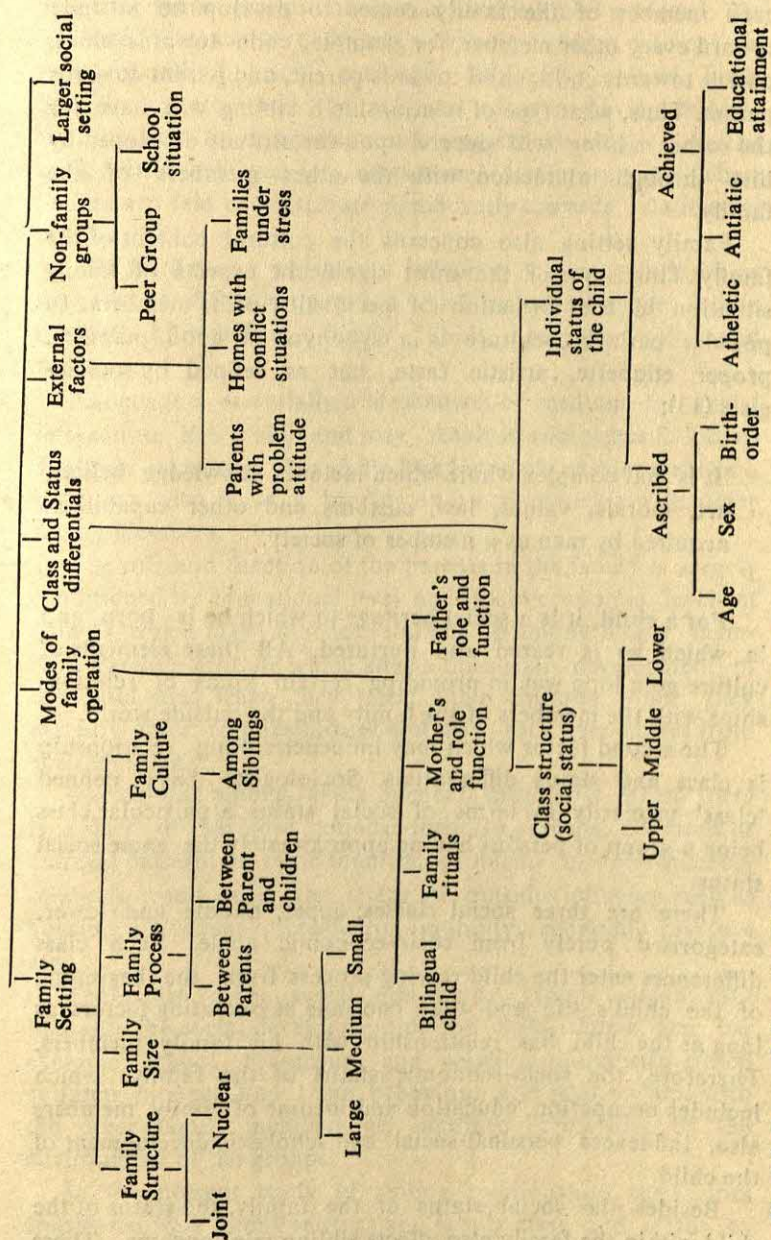 Family
Setting
Modes of
family
operation
Class and Status
differentials
External
factors
Non-family
groups
Larger social
setting
Family
Structure
Family
Size
Family
Process
Family
Culture
Peer Group
School
situation
Joint
Nuclear
Between
Parents
Between
Parent
and
children
Among
Siblings
Parents
with
problem
attitude
Homes with
conflict
situations
Families
under
stress
Large
Medium
Small
Bilingual
child
Family
rituals
Mother's
and role
function
Father's
role and
function
Class structure
(social status)
Individual
status of
the child
Upper
Middle
Lower
Ascribed
Achieved
Age
Sex
Birth-
order
Atheletic
Antiatic
Educational
attainment